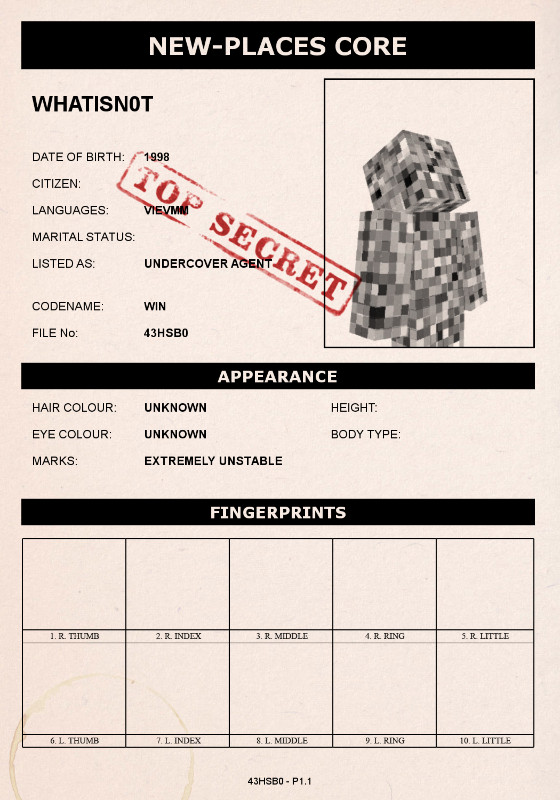 NEW-PLACES CORE
WHATISN0T
DATE OF BIRTH: 1998
CITIZEN:
LANGUAGES: VIEVMM
MARITAL STATUS:
LISTED AS: UNDERCOVER AGENT
TOP SECRET
CODENAME: WIN
FILE No: 43HSB0
APPEARANCE
HAIR COLOUR: UNKNOWN HEIGHT:
EYE COLOUR: UNKNOWN BODY TYPE:
MARKS: EXTREMELY UNSTABLE
FINGERPRINTS
1. R. THUMB 2. R. INDEX 3. R. MIDDLE 4. R. RING 5. R. LITTLE
6. L. THUMB 7. L. INDEX 8. L. MIDDLE 9. L. RING 10. L. LITTLE
43HSB0 - P1.1